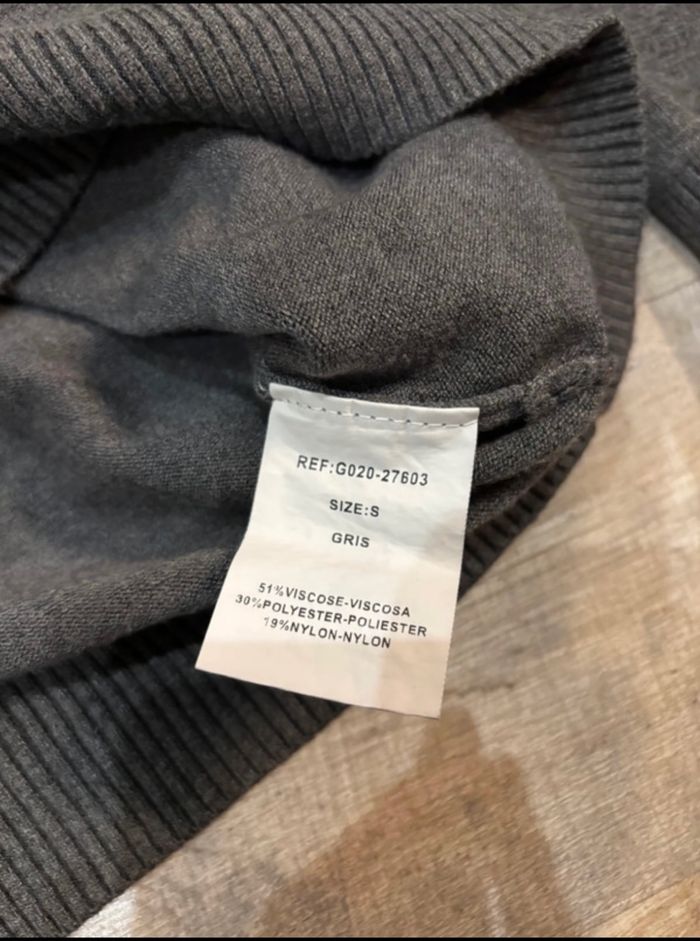 REF:G020-27603
SIZE:S
GRIS
51%VISCOSE-VISCOSA
30%POLYESTER-POLIESTER
19%NYLON-NYLON